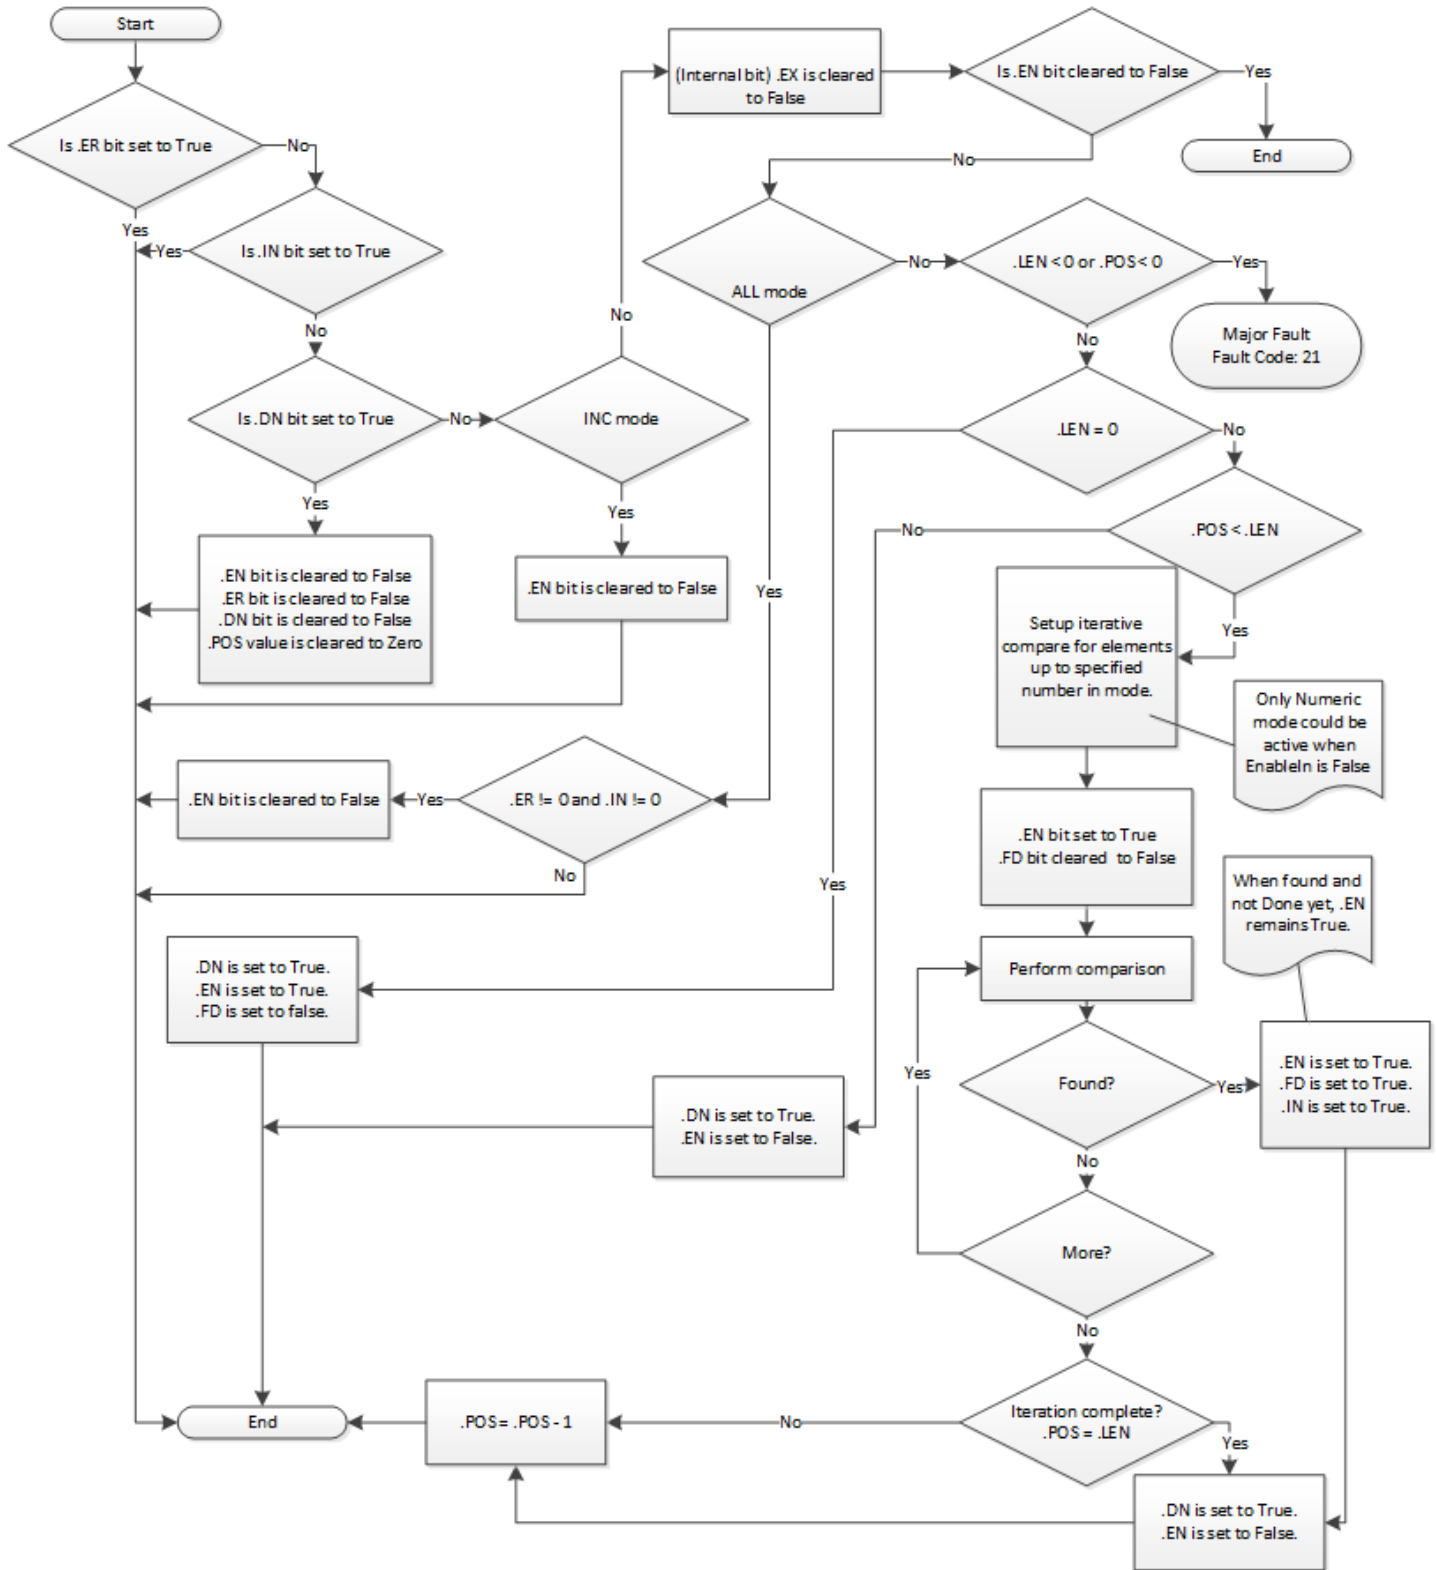 Start
Is .ER bit set to True
No
Yes
Is .IN bit set to True
Yes
No
Is .DN bit set to True
No
Yes
.EN bit is cleared to False
.ER bit is cleared to False
.DN bit is cleared to False
.POS value is cleared to Zero
INC mode
No
Yes
.EN bit is cleared to False
(Internal bit) .EX is cleared
to False
Is .EN bit cleared to False
Yes
End
No
ALL mode
No
Yes
.LEN < 0 or .POS < 0
Yes
Major Fault
Fault Code: 21
No
.LEN = 0
No
Yes
.POS < .LEN
No
Yes
Setup iterative
compare for elements
up to specified
number in mode.
Only Numeric
mode could be
active when
EnableIn is False
.ER != 0 and .IN != 0
Yes
.EN bit is cleared to False
No
.EN bit set to True
.FD bit cleared to False
When found and
not Done yet, .EN
remains True.
Perform comparison
.DN is set to True.
.EN is set to True.
.FD is set to false.
Found?
Yes
.EN is set to True.
.FD is set to True.
.IN is set to True.
No
.DN is set to True.
.EN is set to False.
More?
Yes
No
Iteration complete?
.POS = .LEN
No
Yes
.POS = .POS - 1
End
.DN is set to True.
.EN is set to False.